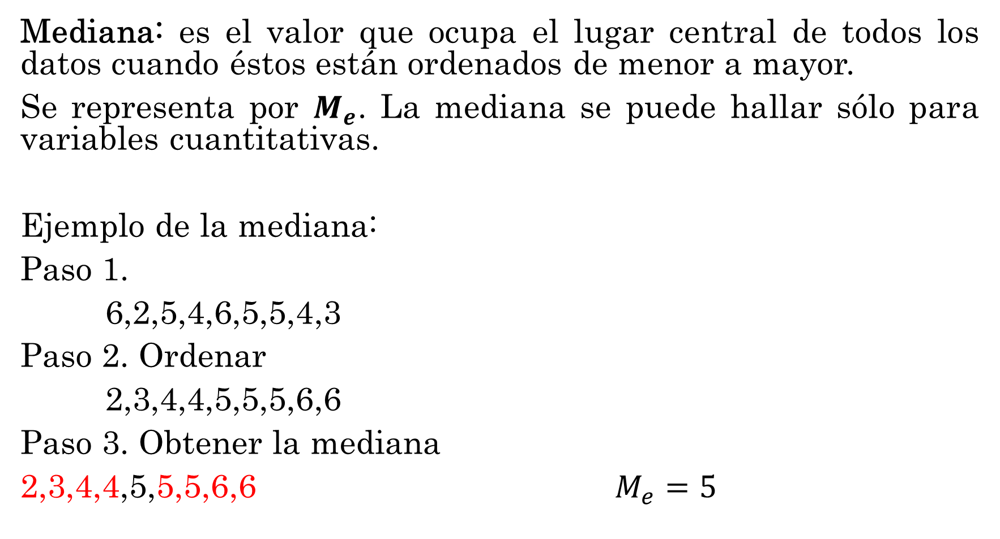 Mediana: es el valor que ocupa el lugar central de todos los
datos cuando éstos están ordenados de menor a mayor.
Se representa por Mₑ. La mediana se puede hallar sólo para
variables cuantitativas.
Ejemplo de la mediana:
Paso 1.
6,2,5,4,6,5,5,4,3
Paso 2. Ordenar
2,3,4,4,5,5,5,6,6
Paso 3. Obtener la mediana
2,3,4,4,5,5,5,6,6 Mₑ = 5